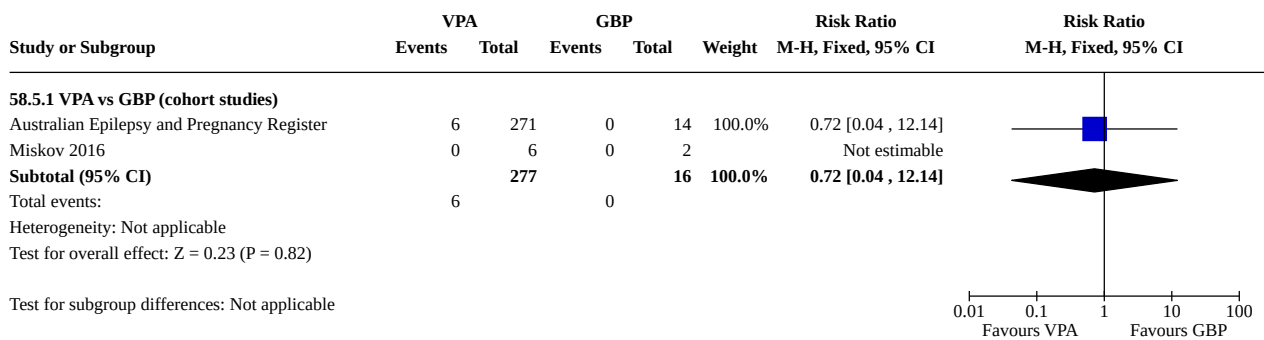 VPA GBP Risk Ratio Risk Ratio
Study or Subgroup Events Total Events Total Weight M-H, Fixed, 95% CI M-H, Fixed, 95% CI
58.5.1 VPA vs GBP (cohort studies)
Australian Epilepsy and Pregnancy Register 6 271 0 14 100.0% 0.72 [0.04 , 12.14]
Miskov 2016 0 6 0 2 Not estimable
Subtotal (95% CI) 277 16 100.0% 0.72 [0.04 , 12.14]
Total events: 6 0
Heterogeneity: Not applicable
Test for overall effect: Z = 0.23 (P = 0.82)
Test for subgroup differences: Not applicable
0.01 0.1 1 10 100
Favours VPA Favours GBP